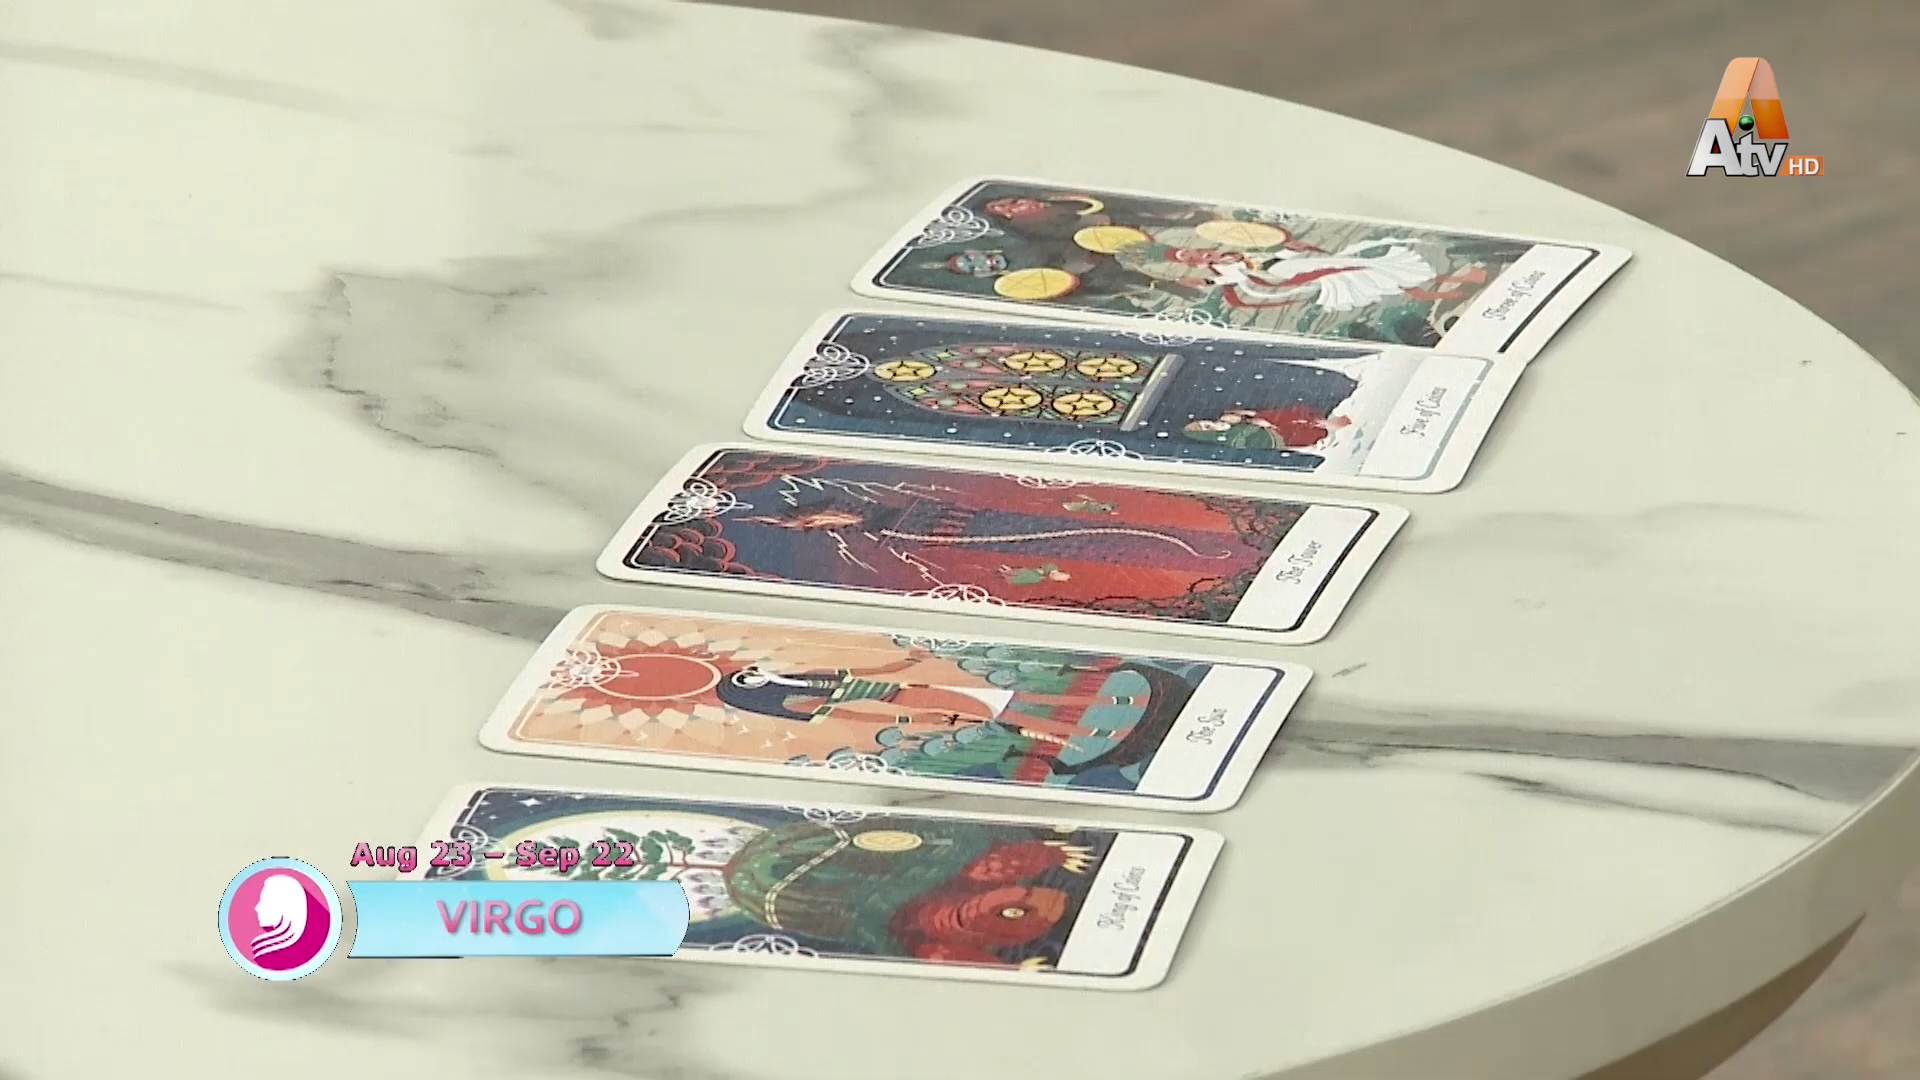 Atv HD
Three of Coins
Five of Coins
The Tower
The Sun
King of Coins
Aug 23 – Sep 22
VIRGO